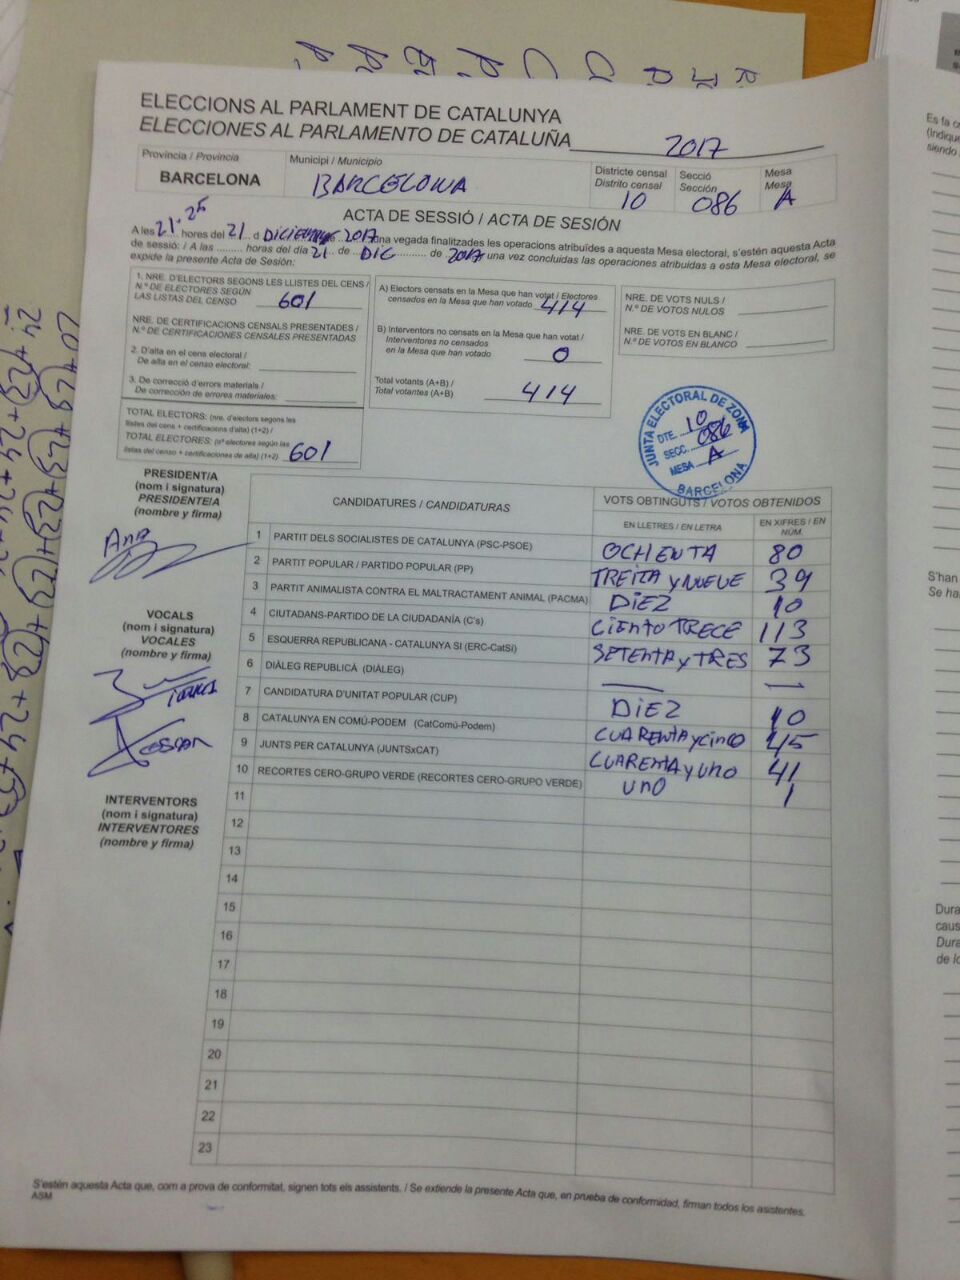 ELECCIONS AL PARLAMENT DE CATALUNYA
ELECCIONES AL PARLAMENTO DE CATALUÑA 2017
Província / Provincia
BARCELONA
Municipi / Municipio
BARCELONA
Districte censal
Distrito censal
10
Secció
Sección
086
Mesa
Mesa
A
ACTA DE SESSIÓ / ACTA DE SESIÓN
A les 21.25 hores del 21 d DICIEMBRE 2017 una vegada finalitzades les operacions atribuïdes a aquesta Mesa electoral, s'estén aquesta Acta
de sessió: / A las ......... horas del día 21 de DIC de 2017 una vez concluidas las operaciones atribuidas a esta Mesa electoral, se
expide la presente Acta de Sesión:
1. NRE. D'ELECTORS SEGONS LES LLISTES DEL CENS /
N.º DE ELECTORES SEGÚN
LAS LISTAS DEL CENSO 601
NRE. DE CERTIFICACIONS CENSALS PRESENTADES /
N.º DE CERTIFICACIONES CENSALES PRESENTADAS
2. D'alta en el cens electoral /
De alta en el censo electoral:
3. De correcció d'errors materials /
De corrección de errores materiales:
TOTAL ELECTORS: (nre. d'electors segons les
llistes del cens + certificacions d'alta) (1+2) /
TOTAL ELECTORES: (nº electores según las
listas del censo + certificaciones de alta) (1+2) 601
A) Electors censats en la Mesa que han votat / Electores
censados en la Mesa que han votado 414
B) Interventors no censats en la Mesa que han votat /
Interventores no censados
en la Mesa que han votado 0
Total votants (A+B) /
Total votantes (A+B) 414
NRE. DE VOTS NULS /
N.º DE VOTOS NULOS
NRE. DE VOTS EN BLANC /
N.º DE VOTOS EN BLANCO
JUNTA ELECTORAL DE ZONA
DTE. 10
SECC. 086
MESA A
BARCELONA
PRESIDENT/A
(nom i signatura)
PRESIDENTE/A
(nombre y firma)
Ana
VOCALS
(nom i signatura)
VOCALES
(nombre y firma)
INTERVENTORS
(nom i signatura)
INTERVENTORES
(nombre y firma)
CANDIDATURES / CANDIDATURAS
VOTS OBTINGUTS / VOTOS OBTENIDOS
EN LLETRES / EN LETRA
EN XIFRES / EN NÚM.
1 PARTIT DELS SOCIALISTES DE CATALUNYA (PSC-PSOE) OCHENTA 80
2 PARTIT POPULAR / PARTIDO POPULAR (PP) TREITA y NUEVE 39
3 PARTIT ANIMALISTA CONTRA EL MALTRACTAMENT ANIMAL (PACMA) DIEZ 10
4 CIUTADANS-PARTIDO DE LA CIUDADANÍA (C's) CIENTO TRECE 113
5 ESQUERRA REPUBLICANA - CATALUNYA SI (ERC-CatSí) SETENTA y TRES 73
6 DIÀLEG REPUBLICÀ (DIÀLEG) — —
7 CANDIDATURA D'UNITAT POPULAR (CUP) DIEZ 10
8 CATALUNYA EN COMÚ-PODEM (CatComú-Podem) CUARENTA y CINCO 45
9 JUNTS PER CATALUNYA (JUNTSxCAT) CUARENTA y UNO 41
10 RECORTES CERO-GRUPO VERDE (RECORTES CERO-GRUPO VERDE) UNO 1
11
12
13
14
15
16
17
18
19
20
21
22
23
S'estén aquesta Acta que, com a prova de conformitat, signen tots els assistents. / Se extiende la presente Acta que, en prueba de conformidad, firman todos los asistentes.
ASM